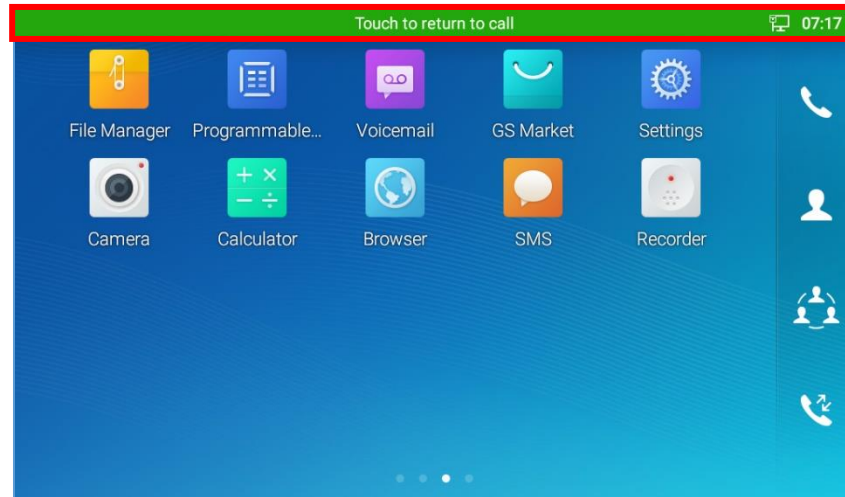 Touch to return to call 07:17
File Manager Programmable... Voicemail GS Market Settings
Camera Calculator Browser SMS Recorder